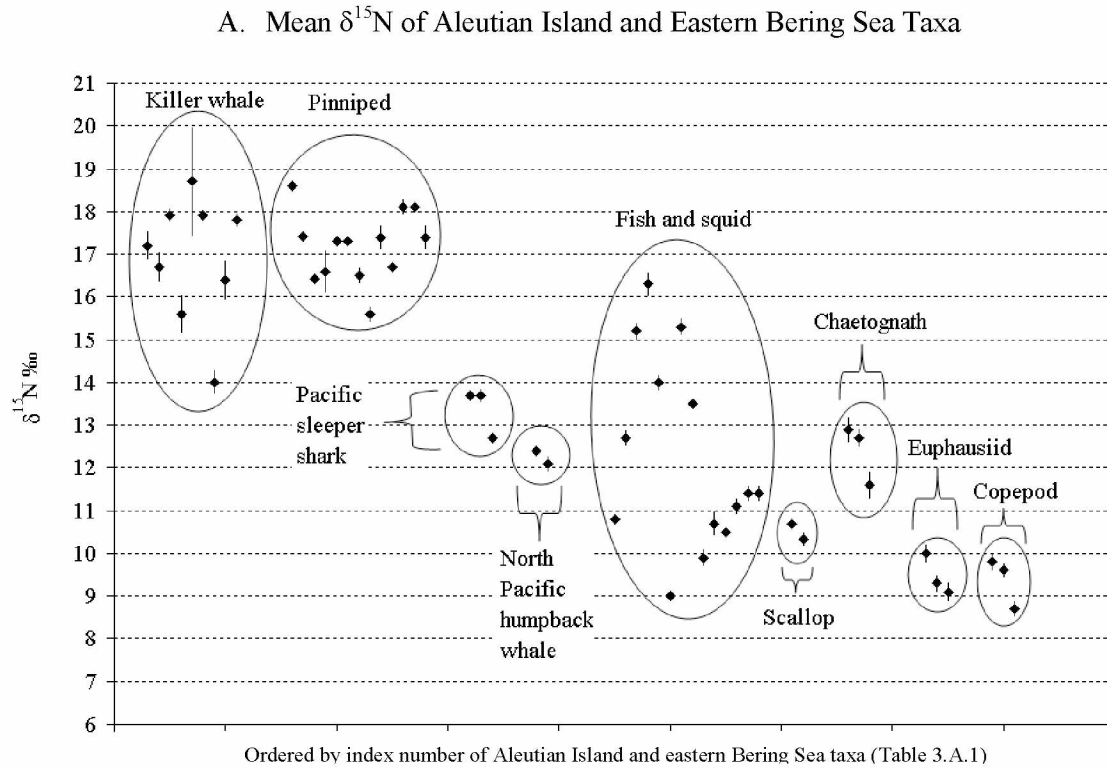 A. Mean δ¹⁵N of Aleutian Island and Eastern Bering Sea Taxa
21
20
19
18
17
16
15
14
13
12
11
10
9
8
7
6
δ¹⁵N ‰
Killer whale
Pinniped
Pacific
sleeper
shark
North
Pacific
humpback
whale
Fish and squid
Scallop
Chaetognath
Euphausiid
Copepod
Ordered by index number of Aleutian Island and eastern Bering Sea taxa (Table 3.A.1)